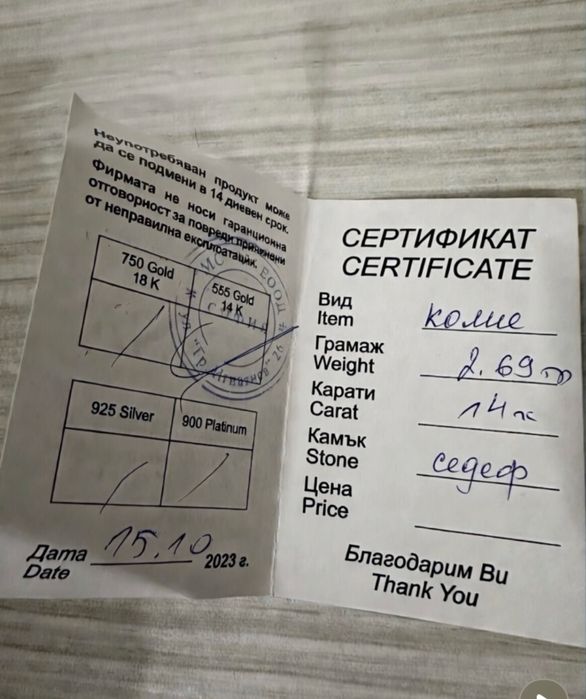 Неупотребяван продукт може
да се подмени в 14 дневен срок.
Фирмата не носи гаранционна
отговорност за повреди причинени
от неправилна експлоатация.
750 Gold
18 K
555 Gold
14 K
925 Silver
900 Platinum
Дата 15.10 2023 г.
Date
СЕРТИФИКАТ
CERTIFICATE
Вид
Item колие
Грамаж
Weight 2.69
Карати
Carat 14к
Камък
Stone седеф
Цена
Price
Благодарим Ви
Thank You